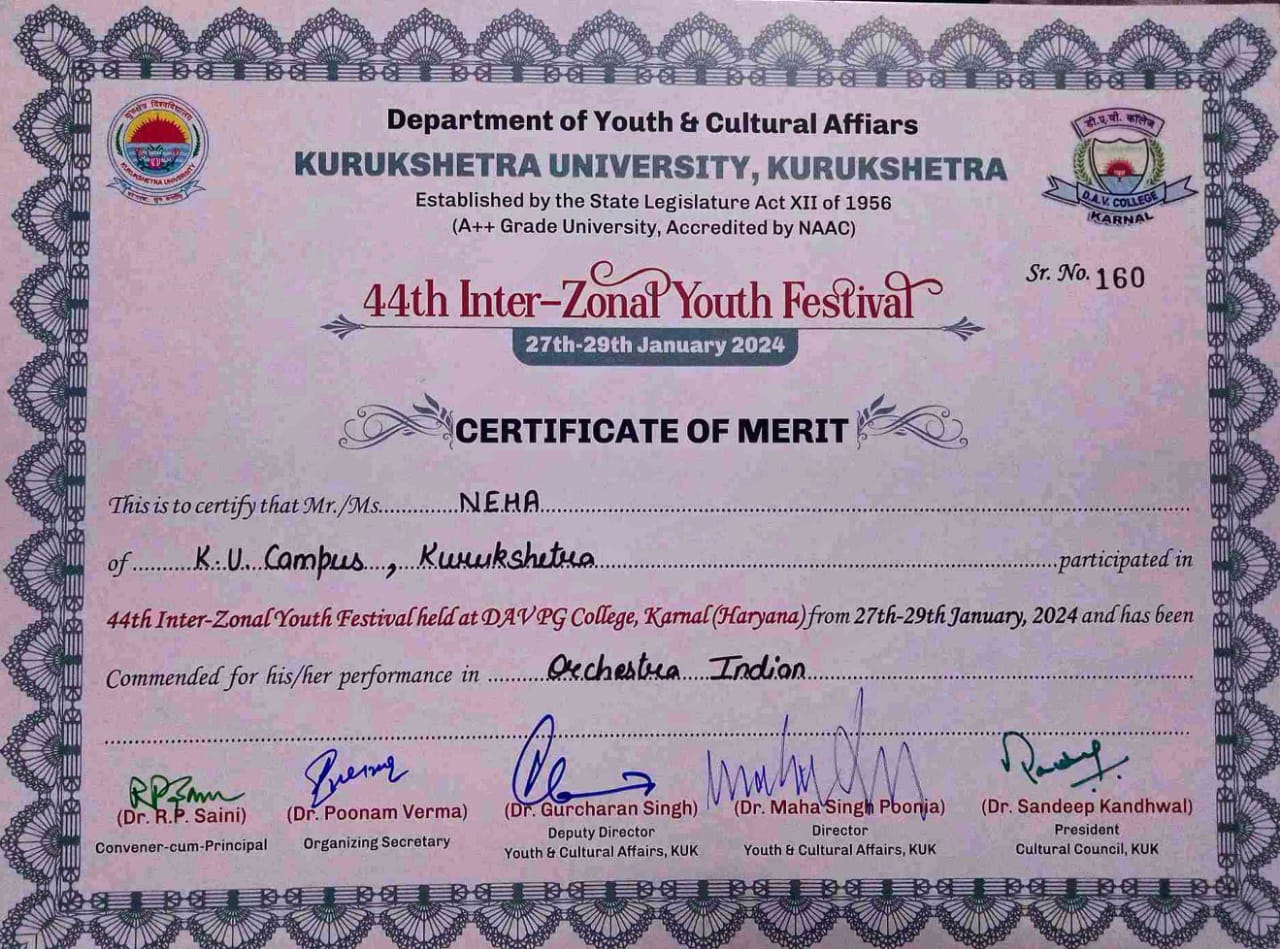 कुरुक्षेत्र विश्वविद्यालय
KURUKSHETRA UNIVERSITY
डी.ए.वी. कॉलेज
D.A.V. COLLEGE
KARNAL
Department of Youth & Cultural Affiars
KURUKSHETRA UNIVERSITY, KURUKSHETRA
Established by the State Legislature Act XII of 1956
(A++ Grade University, Accredited by NAAC)
Sr. No. 160
44th Inter-Zonal Youth Festival
27th-29th January 2024
CERTIFICATE OF MERIT
This is to certify that Mr./Ms. NEHA
of K.U. Campus, Kurukshetra participated in
44th Inter-Zonal Youth Festival held at DAV PG College, Karnal (Haryana) from 27th-29th January, 2024 and has been
Commended for his/her performance in Orchestra Indian
(Dr. R.P. Saini) (Dr. Poonam Verma) (Dr. Gurcharan Singh) (Dr. Maha Singh Poonia) (Dr. Sandeep Kandhwal)
Convener-cum-Principal Organizing Secretary Deputy Director Director President
Youth & Cultural Affairs, KUK Youth & Cultural Affairs, KUK Cultural Council, KUK